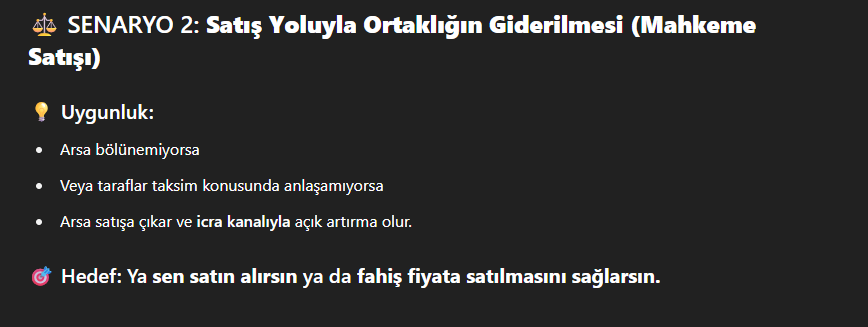 ⚖️ SENARYO 2: Satış Yoluyla Ortaklığın Giderilmesi (Mahkeme
Satışı)
💡 Uygunluk:
• Arsa bölünemiyorsa
• Veya taraflar taksim konusunda anlaşamıyorsa
• Arsa satışa çıkar ve icra kanalıyla açık artırma olur.
🎯 Hedef: Ya sen satın alırsın ya da fahiş fiyata satılmasını sağlarsın.